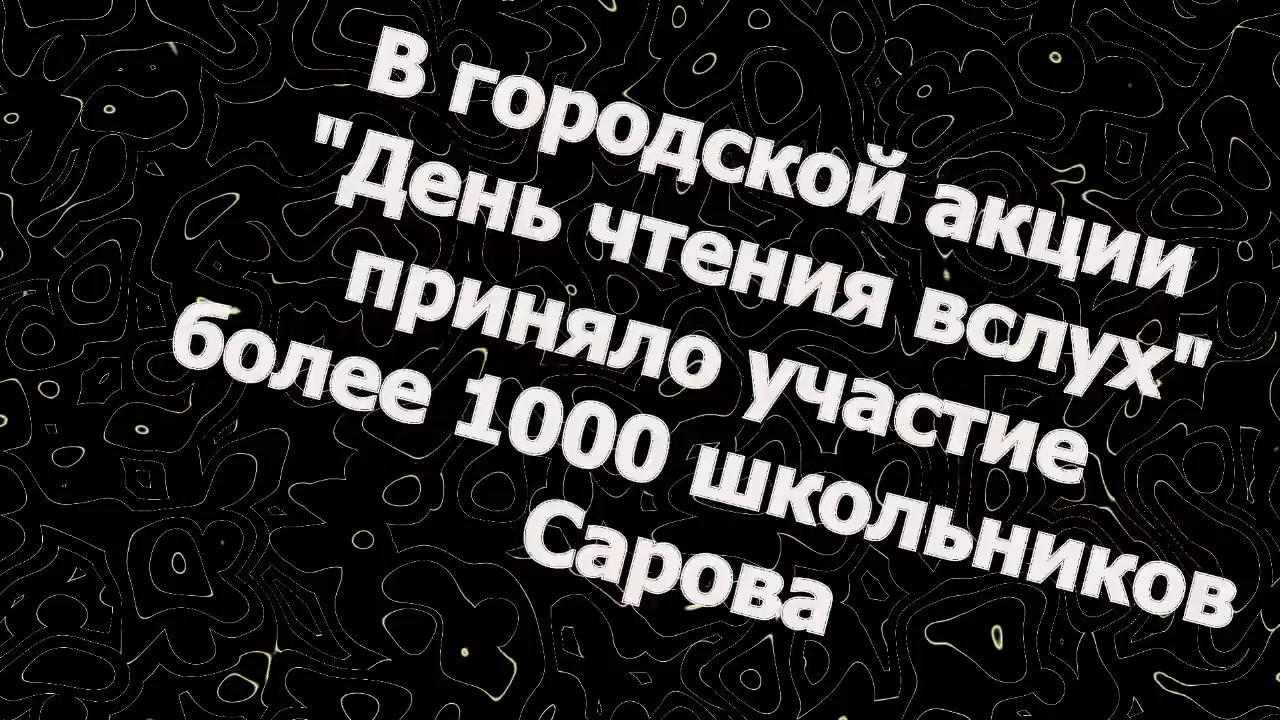 В городской акции
"День чтения вслух"
приняло участие
более 1000 школьников
Сарова